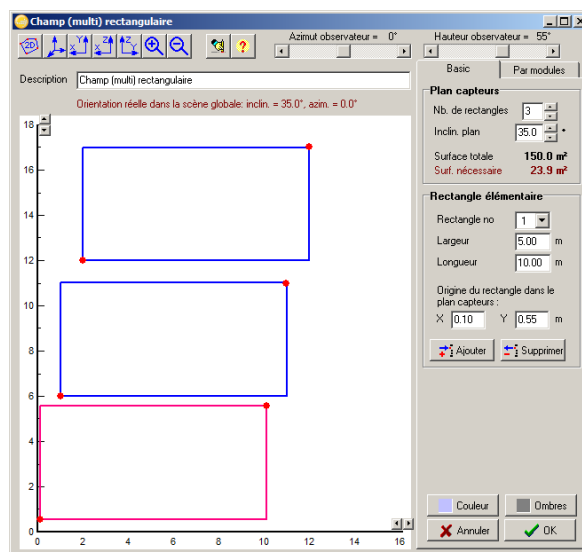 Champ (multi) rectangulaire
Azimut observateur = 0°
Hauteur observateur = 55°
2D X Y X Z Z Y ?
Description Champ (multi) rectangulaire
Orientation réelle dans la scène globale: inclin. = 35.0°, azim. = 0.0°
Basic Par modules
Plan capteurs
Nb. de rectangles 3
Inclin. plan 35.0 °
Surface totale 150.0 m²
Surf. nécessaire 23.9 m²
Rectangle élémentaire
Rectangle no 1
Largeur 5.00 m
Longueur 10.00 m
Origine du rectangle dans le
plan capteurs :
X 0.10 Y 0.55 m
Ajouter Supprimer
Couleur Ombres
Annuler OK
18
16
14
12
10
8
6
4
2
0
0 2 4 6 8 10 12 14 16